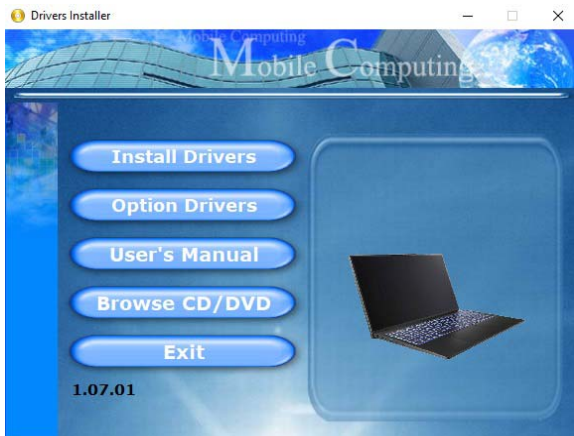 Drivers Installer
Mobile Computing
Mobile Computing
Install Drivers
Option Drivers
User's Manual
Browse CD/DVD
Exit
1.07.01